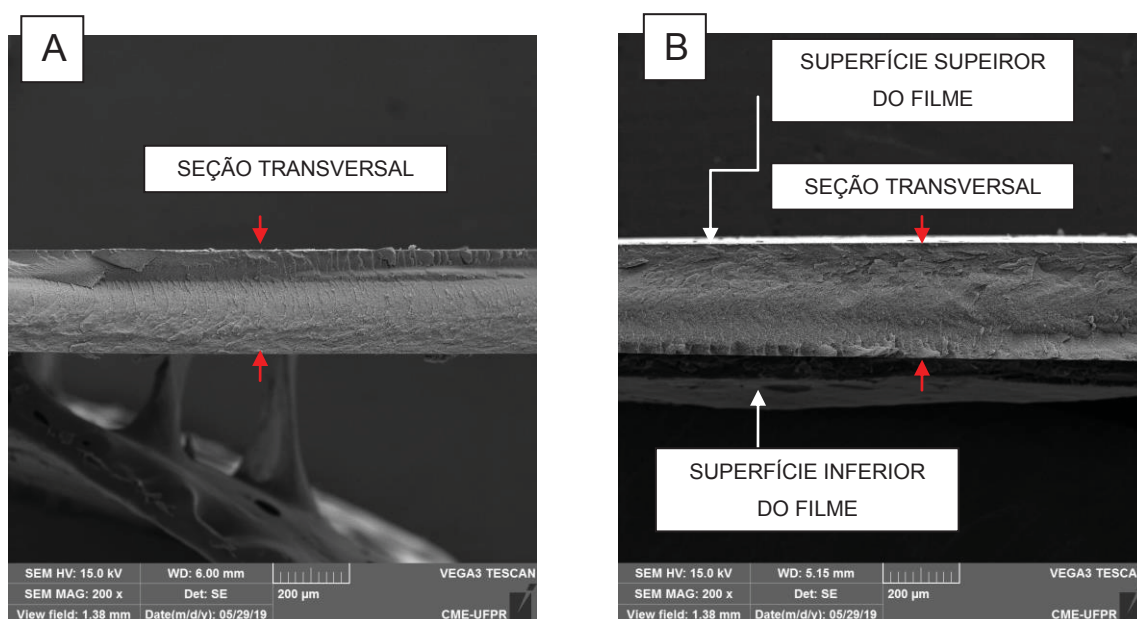 A
SEÇÃO TRANSVERSAL
SEM HV: 15.0 kV
WD: 6.00 mm
VEGA3 TESCAN
SEM MAG: 200 x
Det: SE
200 µm
View field: 1.38 mm
Date(m/d/y): 05/29/19
CME-UFPR
B
SUPERFÍCIE SUPEIROR
DO FILME
SEÇÃO TRANSVERSAL
SUPERFÍCIE INFERIOR
DO FILME
SEM HV: 15.0 kV
WD: 5.15 mm
VEGA3 TESCA
SEM MAG: 200 x
Det: SE
200 µm
View field: 1.38 mm
Date(m/d/y): 05/29/19
CME-UFPR